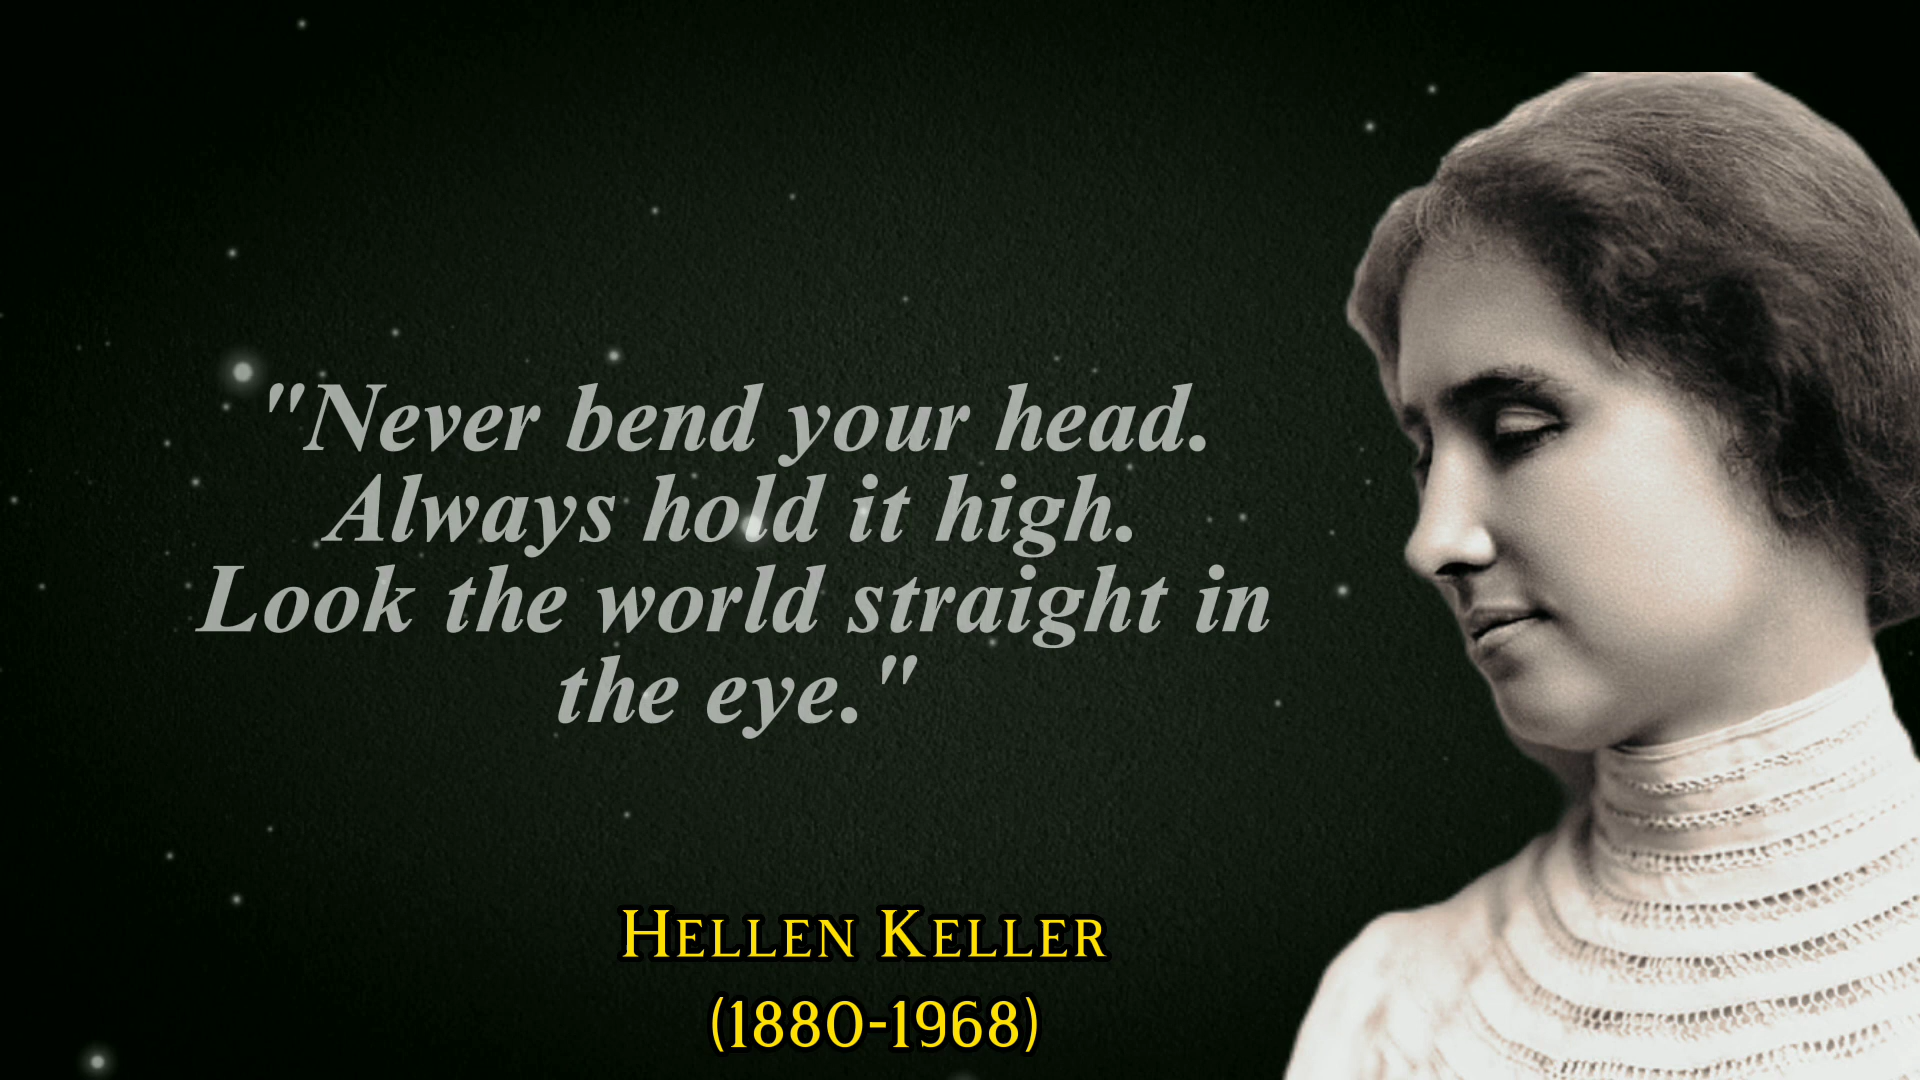 "Never bend your head.
Always hold it high.
Look the world straight in
the eye."
Hellen Keller
(1880-1968)